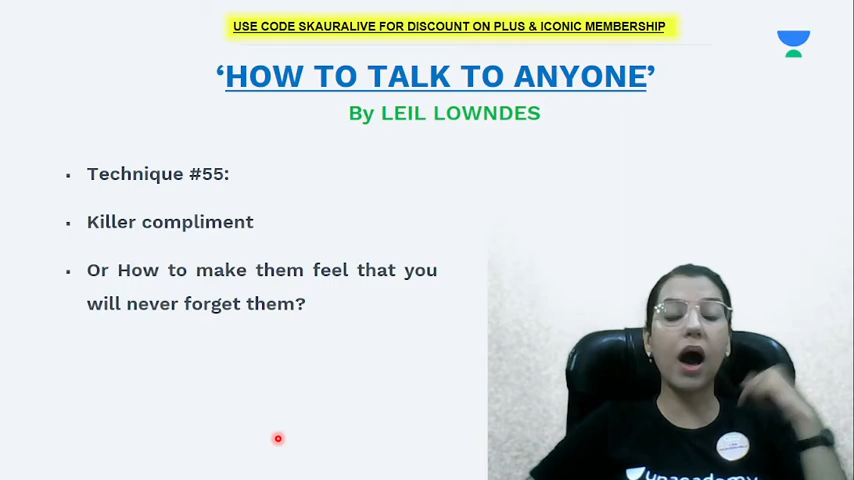 USE CODE SKAURALIVE FOR DISCOUNT ON PLUS & ICONIC MEMBERSHIP
‘HOW TO TALK TO ANYONE’
By LEIL LOWNDES
▪ Technique #55:
▪ Killer compliment
▪ Or How to make them feel that you
will never forget them?
unacademy